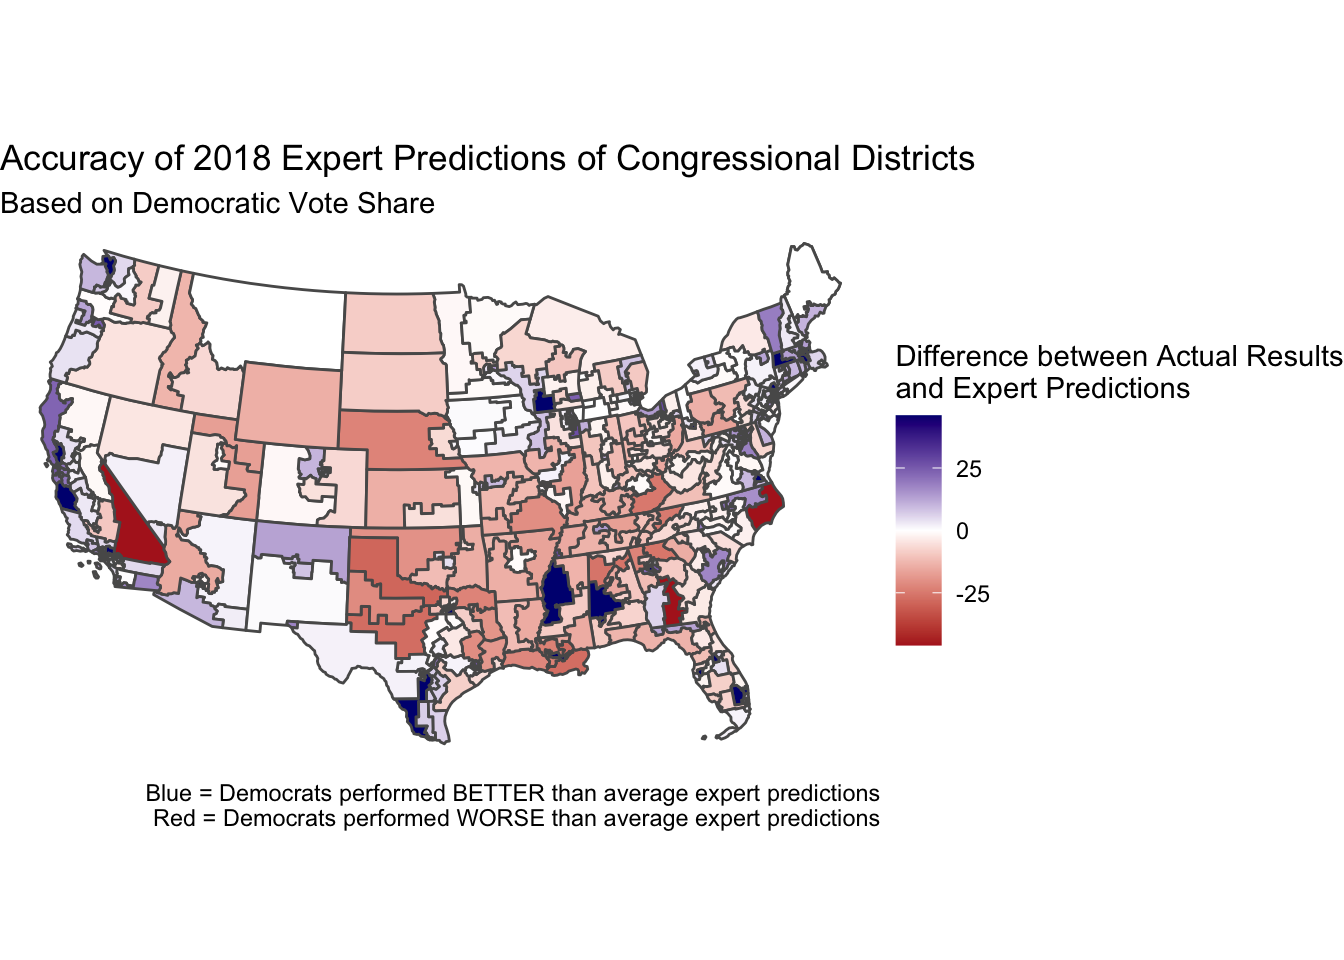 Accuracy of 2018 Expert Predictions of Congressional Districts
Based on Democratic Vote Share
Difference between Actual Results
and Expert Predictions
25
0
-25
Blue = Democrats performed BETTER than average expert predictions
Red = Democrats performed WORSE than average expert predictions